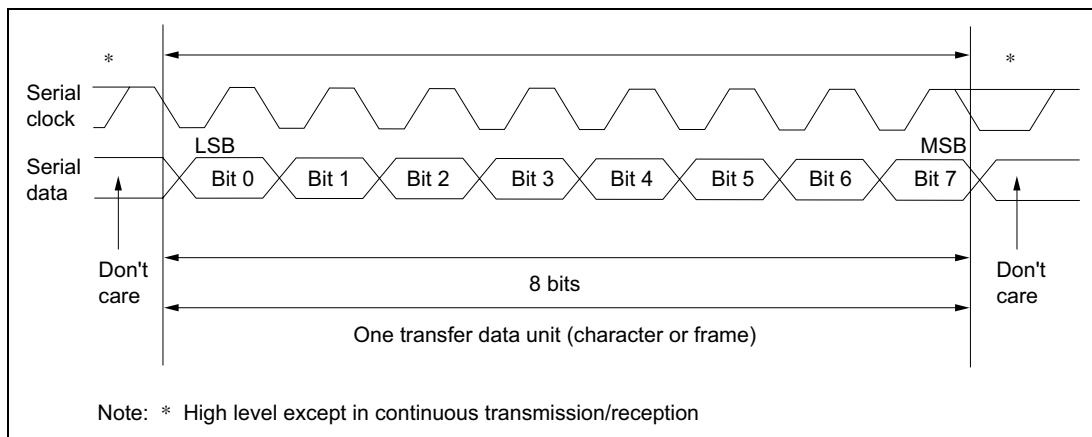 * *
Serial
clock
LSB MSB
Serial
data
Bit 0 Bit 1 Bit 2 Bit 3 Bit 4 Bit 5 Bit 6 Bit 7
Don't
care
Don't
care
8 bits
One transfer data unit (character or frame)
Note: * High level except in continuous transmission/reception